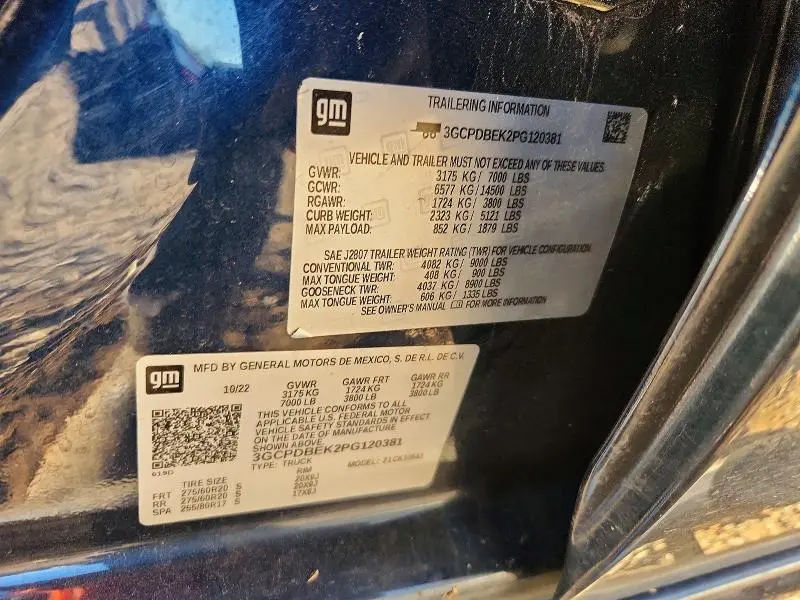 gm
TRAILERING INFORMATION
3GCPDBEK2PG120381
VEHICLE AND TRAILER MUST NOT EXCEED ANY OF THESE VALUES
GVWR: 3175 KG/ 7000 LBS
GCWR: 6577 KG/ 14500 LBS
RGAWR: 1724 KG/ 3800 LBS
CURB WEIGHT: 2323 KG/ 5121 LBS
MAX PAYLOAD: 852 KG/ 1879 LBS
SAE J2807 TRAILER WEIGHT RATING (TWR) FOR VEHICLE CONFIGURATION
CONVENTIONAL TWR: 4082 KG/ 9000 LBS
MAX TONGUE WEIGHT: 408 KG/ 900 LBS
GOOSENECK TWR: 4037 KG/ 8900 LBS
MAX TONGUE WEIGHT: 606 KG/ 1335 LBS
SEE OWNER'S MANUAL FOR MORE INFORMATION
gm
MFD BY GENERAL MOTORS DE MEXICO, S. DE R.L. DE C.V.
10/22 GVWR GAWR FRT GAWR RR
3175 KG 1724 KG 1724 KG
7000 LB 3800 LB 3800 LB
THIS VEHICLE CONFORMS TO ALL
APPLICABLE U.S. FEDERAL MOTOR
VEHICLE SAFETY STANDARDS IN EFFECT
ON THE DATE OF MANUFACTURE
SHOWN ABOVE.
3GCPDBEK2PG120381
TYPE: TRUCK MODEL:
619D
TIRE SIZE RIM
FRT 275/60R20 S 20X9J
RR 275/60R20 S 20X9J
SPA 255/80R17 S 17X8J